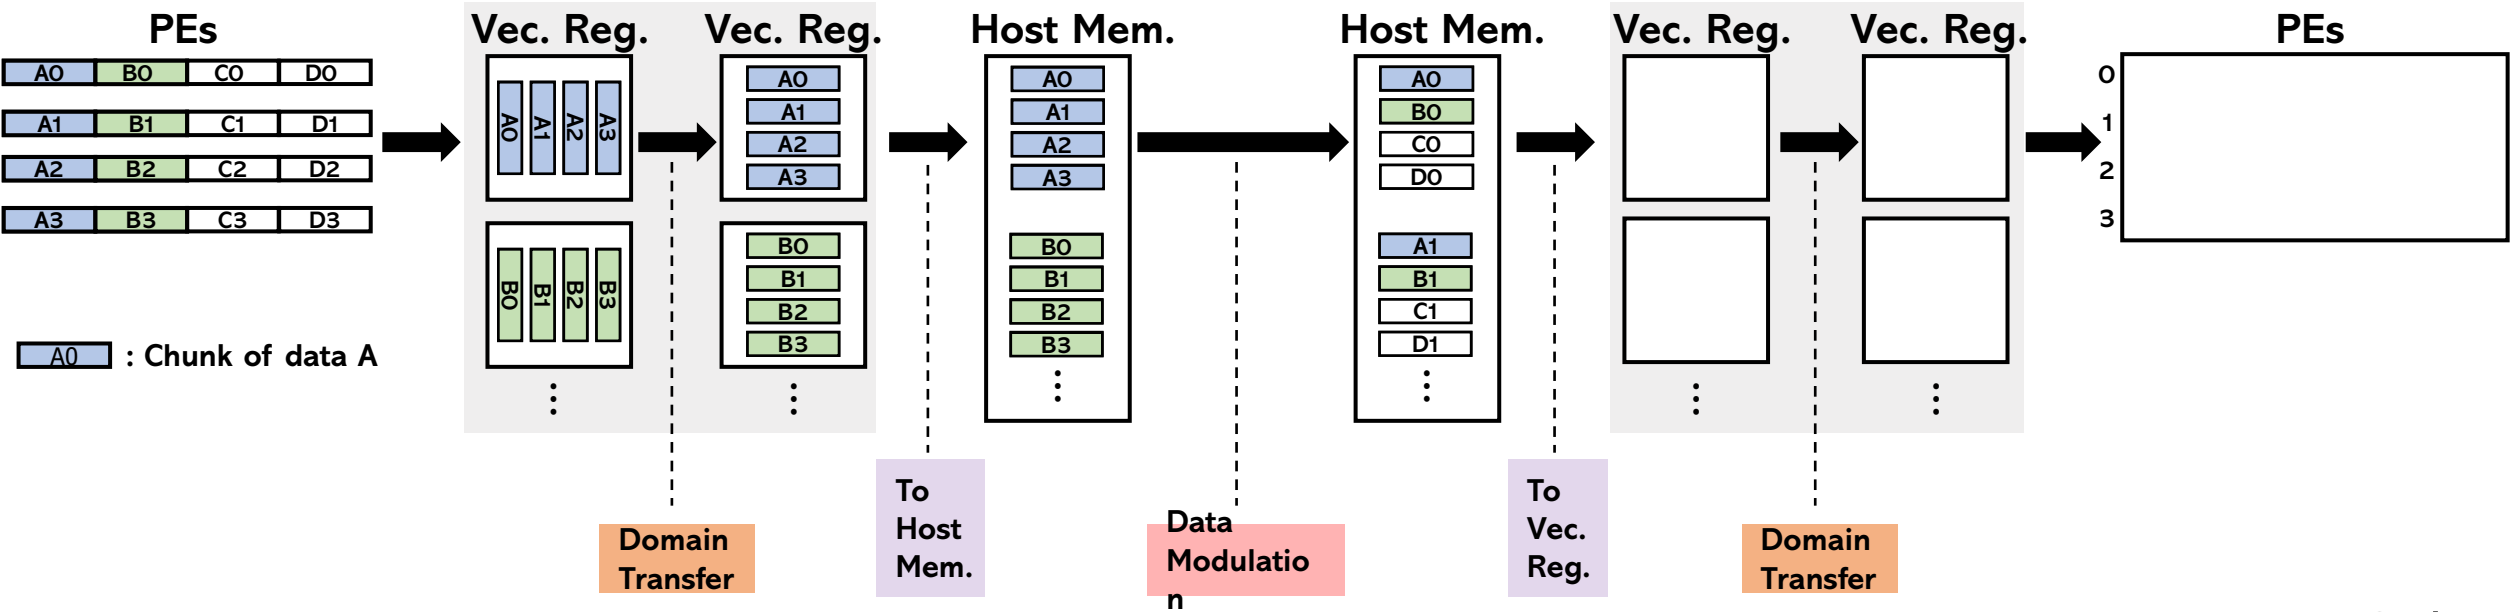 PEs
Vec. Reg.
Vec. Reg.
Host Mem.
Host Mem.
Vec. Reg.
Vec. Reg.
PEs
A0 B0 C0 D0
A1 B1 C1 D1
A2 B2 C2 D2
A3 B3 C3 D3
A0 A1 A2 A3
B0 B1 B2 B3
⋮
A0
A1
A2
A3
B0
B1
B2
B3
⋮
A0
A1
A2
A3
B0
B1
B2
B3
⋮
A0
B0
C0
D0
A1
B1
C1
D1
⋮
⋮
⋮
0
1
2
3
A0 : Chunk of data A
Domain
Transfer
To
Host
Mem.
Data
Modulatio
n
To
Vec.
Reg.
Domain
Transfer